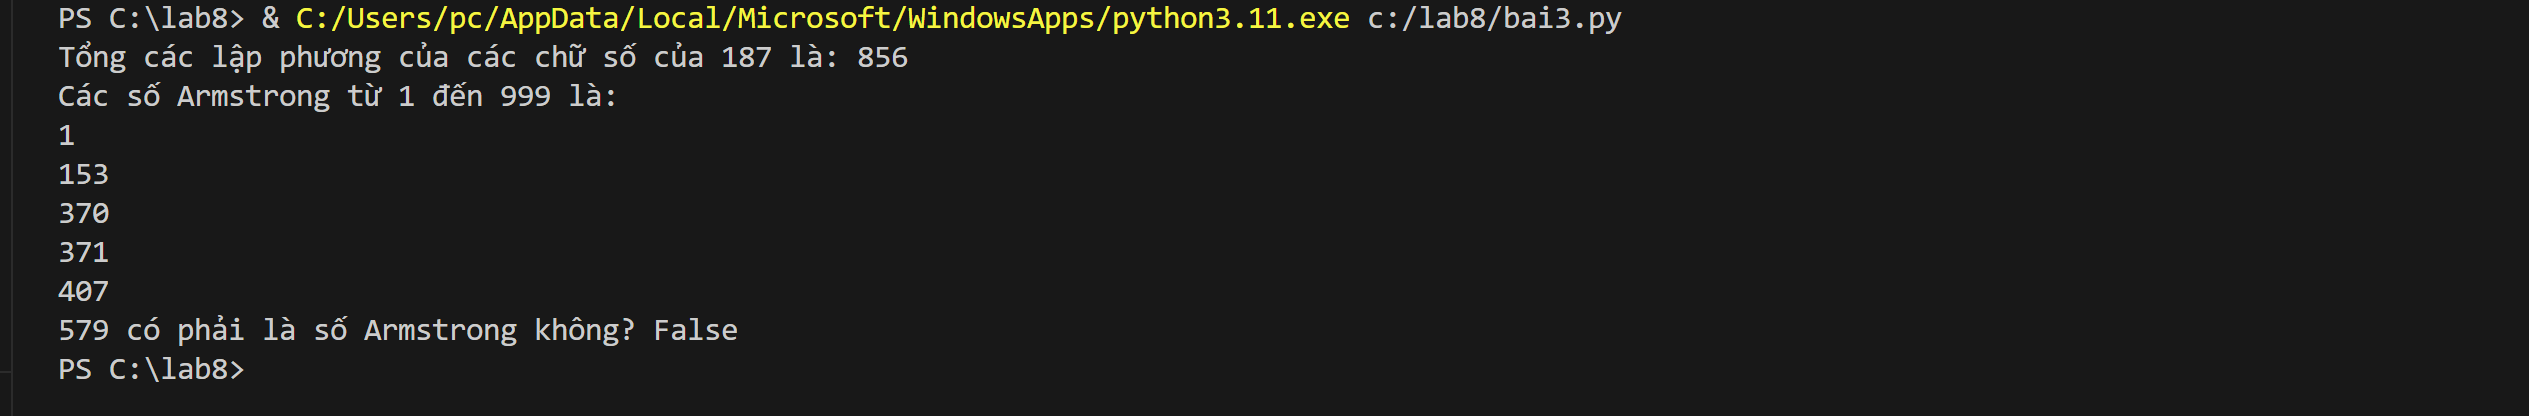 PS C:\lab8> & C:/Users/pc/AppData/Local/Microsoft/WindowsApps/python3.11.exe c:/lab8/bai3.py
Tổng các lập phương của các chữ số của 187 là: 856
Các số Armstrong từ 1 đến 999 là:
1
153
370
371
407
579 có phải là số Armstrong không? False
PS C:\lab8>